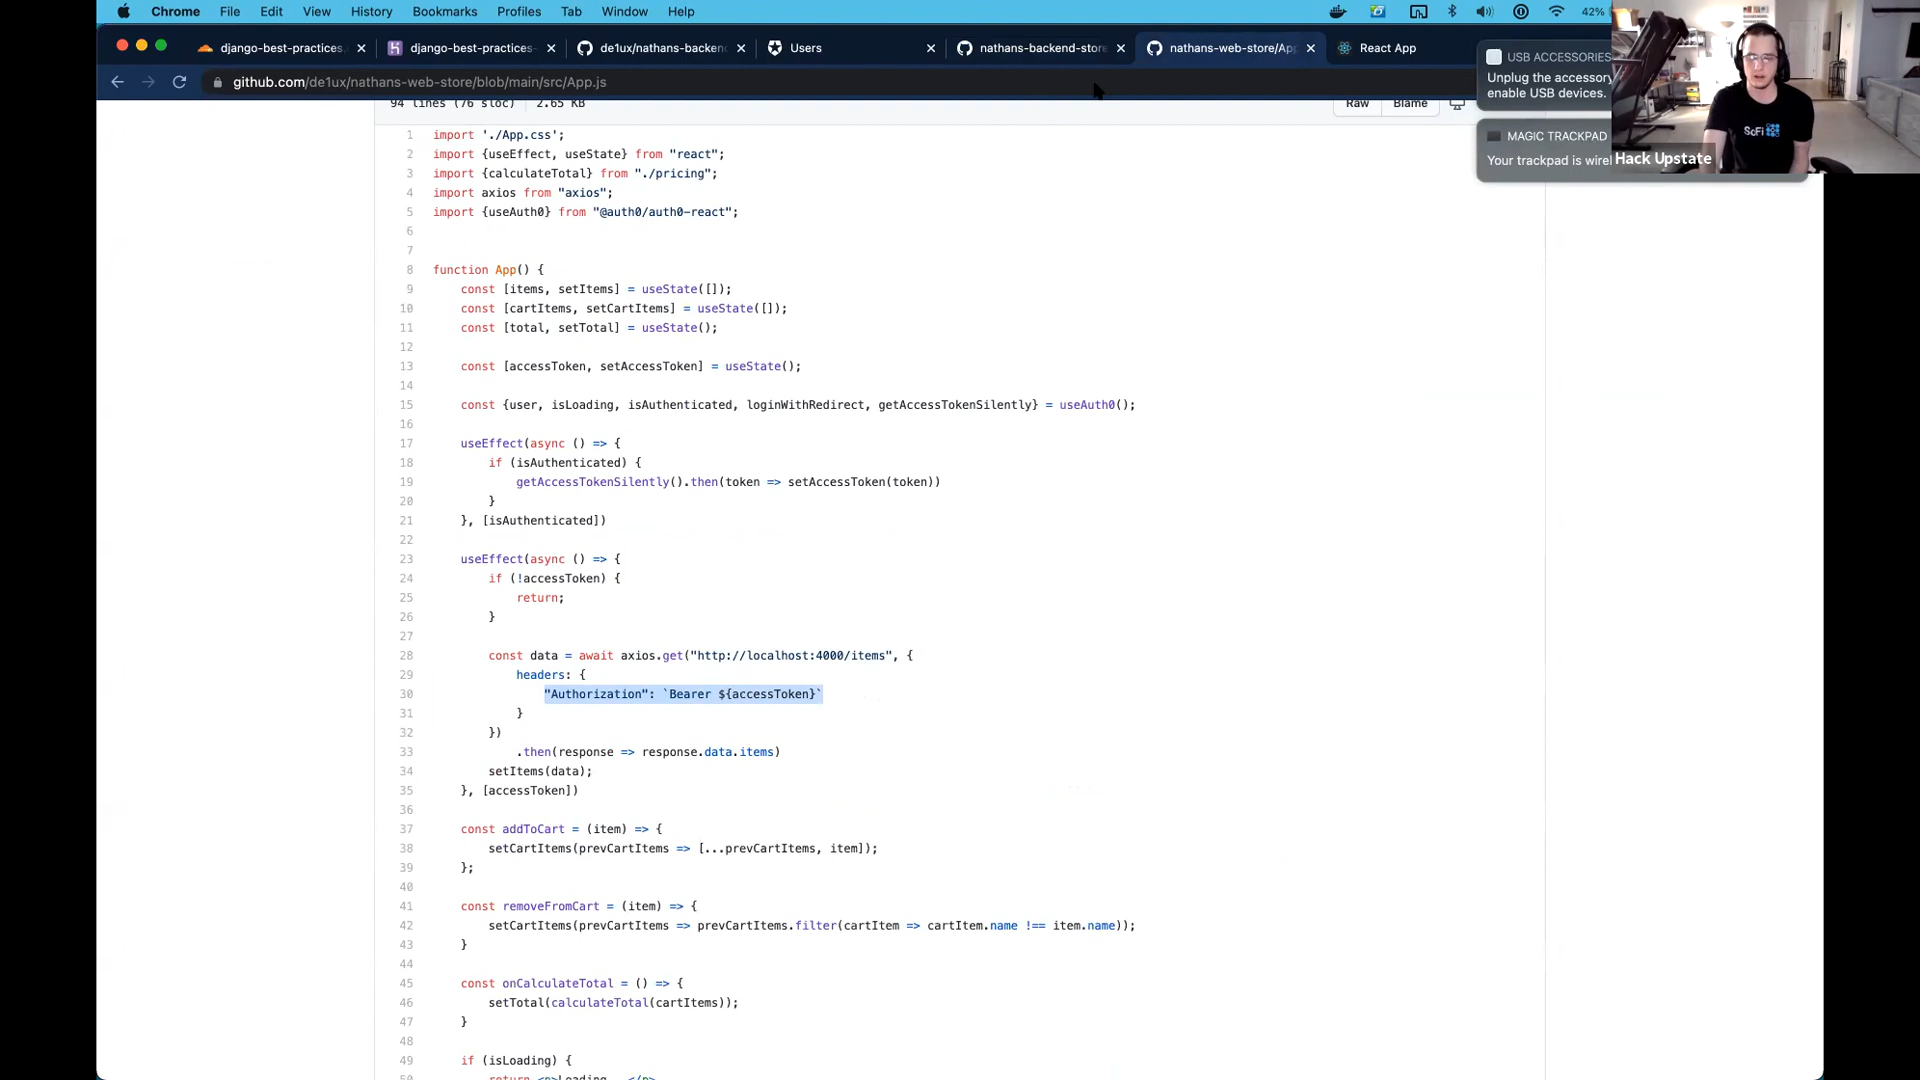 Chrome File Edit View History Bookmarks Profiles Tab Window Help 42%
django-best-practices. django-best-practices- de1ux/nathans-backend Users nathans-backend-store nathans-web-store/App React App
github.com/de1ux/nathans-web-store/blob/main/src/App.js
USB ACCESSORIES
Unplug the accessory
enable USB devices.
MAGIC TRACKPAD
Your trackpad is wirel
SoFi
Hack Upstate
94 lines (76 sloc) 2.65 KB Raw Blame
1 import './App.css';
2 import {useEffect, useState} from "react";
3 import {calculateTotal} from "./pricing";
4 import axios from "axios";
5 import {useAuth0} from "@auth0/auth0-react";
6
7
8 function App() {
9 const [items, setItems] = useState([]);
10 const [cartItems, setCartItems] = useState([]);
11 const [total, setTotal] = useState();
12
13 const [accessToken, setAccessToken] = useState();
14
15 const {user, isLoading, isAuthenticated, loginWithRedirect, getAccessTokenSilently} = useAuth0();
16
17 useEffect(async () => {
18 if (isAuthenticated) {
19 getAccessTokenSilently().then(token => setAccessToken(token))
20 }
21 }, [isAuthenticated])
22
23 useEffect(async () => {
24 if (!accessToken) {
25 return;
26 }
27
28 const data = await axios.get("http://localhost:4000/items", {
29 headers: {
30 "Authorization": `Bearer ${accessToken}`
31 }
32 })
33 .then(response => response.data.items)
34 setItems(data);
35 }, [accessToken])
36
37 const addToCart = (item) => {
38 setCartItems(prevCartItems => [...prevCartItems, item]);
39 };
40
41 const removeFromCart = (item) => {
42 setCartItems(prevCartItems => prevCartItems.filter(cartItem => cartItem.name !== item.name));
43 }
44
45 const onCalculateTotal = () => {
46 setTotal(calculateTotal(cartItems));
47 }
48
49 if (isLoading) {
50 return <p>Loading...</p>